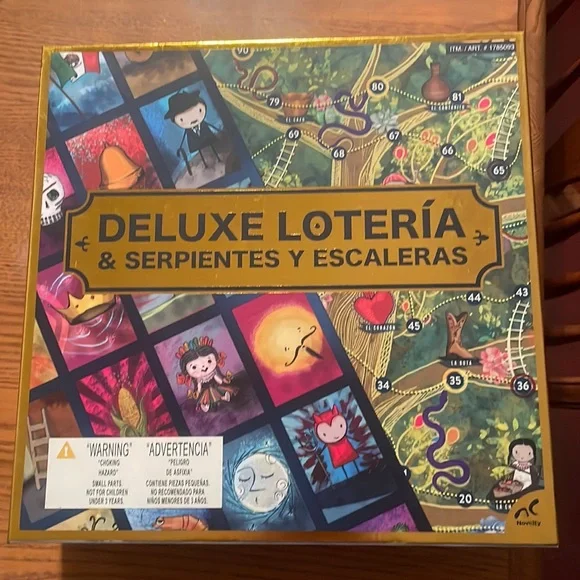 ITM. / ART. # 1785093
90
79
80
81
69
68
67
66
65
DELUXE LOTERÍA
& SERPIENTES Y ESCALERAS
43
44
45
EL CORAZON
LA BOTA
34
35
36
20
"WARNING"
"CHOKING
HAZARD"
SMALL PARTS.
NOT FOR CHILDREN
UNDER 3 YEARS.
"ADVERTENCIA"
"PELIGRO
DE ASFIXIA"
CONTIENE PIEZAS PEQUEÑAS.
NO RECOMENDADO PARA
NIÑOS MENORES DE 3 AÑOS.
Novelty